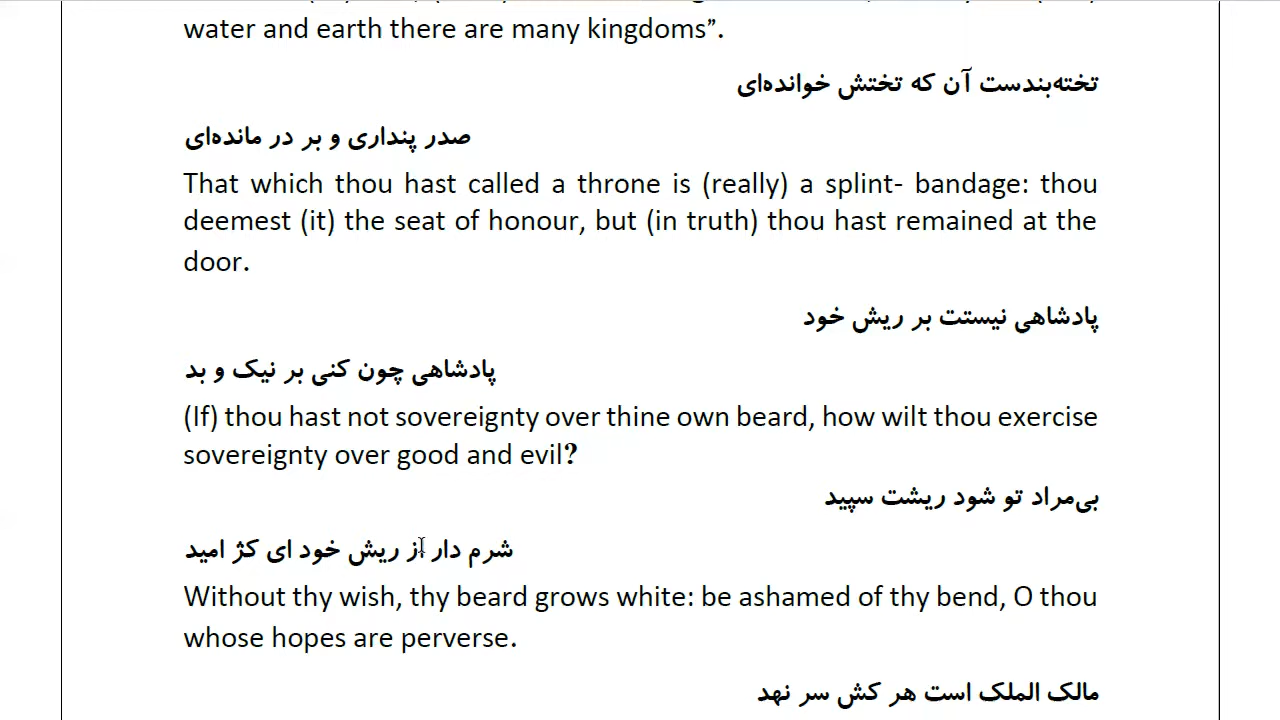 water and earth there are many kingdoms”.
تخته‌بندست آن که تختش خوانده‌ای
صدر پنداری و بر در مانده‌ای
That which thou hast called a throne is (really) a splint- bandage: thou
deemest (it) the seat of honour, but (in truth) thou hast remained at the
door.
پادشاهی نیستت بر ریش خود
پادشاهی چون کنی بر نیک و بد
(If) thou hast not sovereignty over thine own beard, how wilt thou exercise
sovereignty over good and evil?
بی‌مراد تو شود ریشت سپید
شرم دار از ریش خود ای کژ امید
Without thy wish, thy beard grows white: be ashamed of thy bend, O thou
whose hopes are perverse.
مالک الملک است هر کش سر نهد